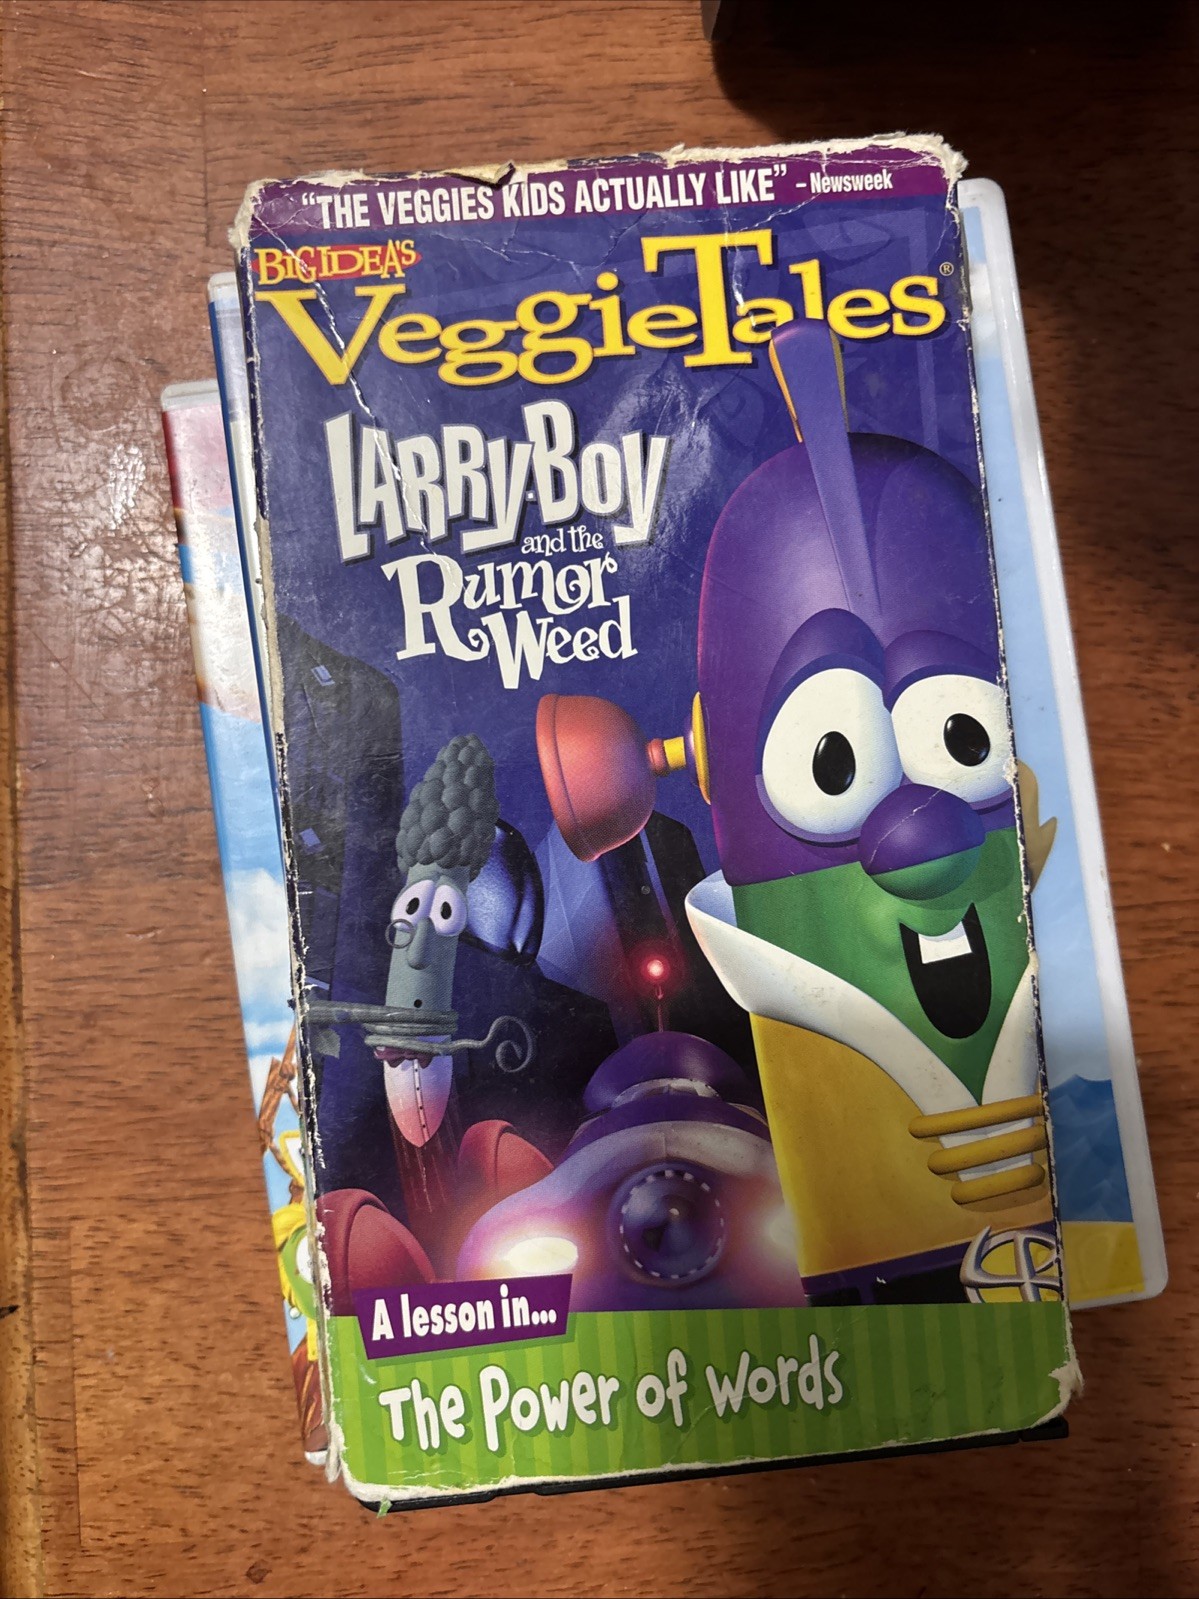 "THE VEGGIES KIDS ACTUALLY LIKE" – Newsweek
BIG IDEA'S
VeggieTales®
LARRY-BOY
and the
Rumor
Weed
A lesson in...
The Power of Words